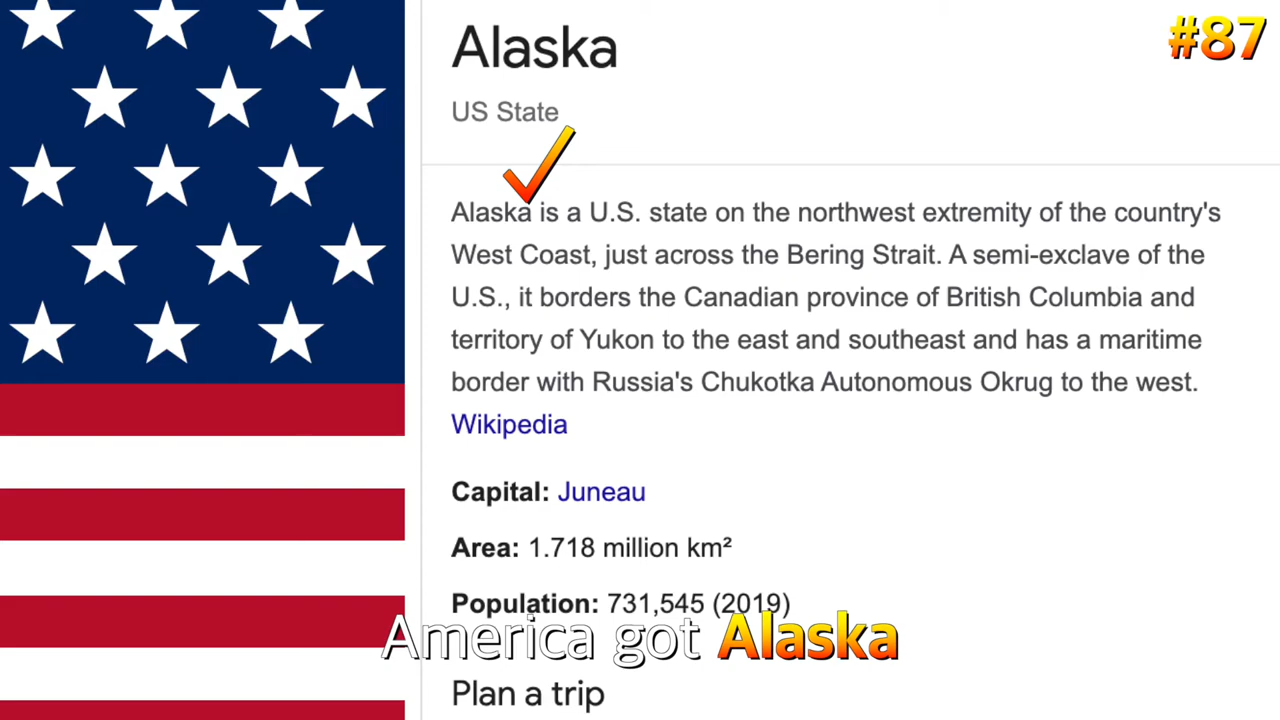 Alaska
#87
US State
Alaska is a U.S. state on the northwest extremity of the country's
West Coast, just across the Bering Strait. A semi-exclave of the
U.S., it borders the Canadian province of British Columbia and
territory of Yukon to the east and southeast and has a maritime
border with Russia's Chukotka Autonomous Okrug to the west.
Wikipedia
Capital: Juneau
Area: 1.718 million km²
Population: 731,545 (2019)
America got Alaska
Plan a trip